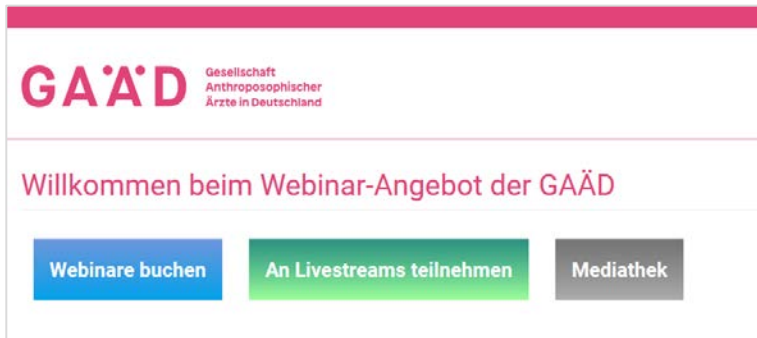 GAÄD
Gesellschaft
Anthroposophischer
Ärzte in Deutschland
Willkommen beim Webinar-Angebot der GAÄD
Webinare buchen
An Livestreams teilnehmen
Mediathek